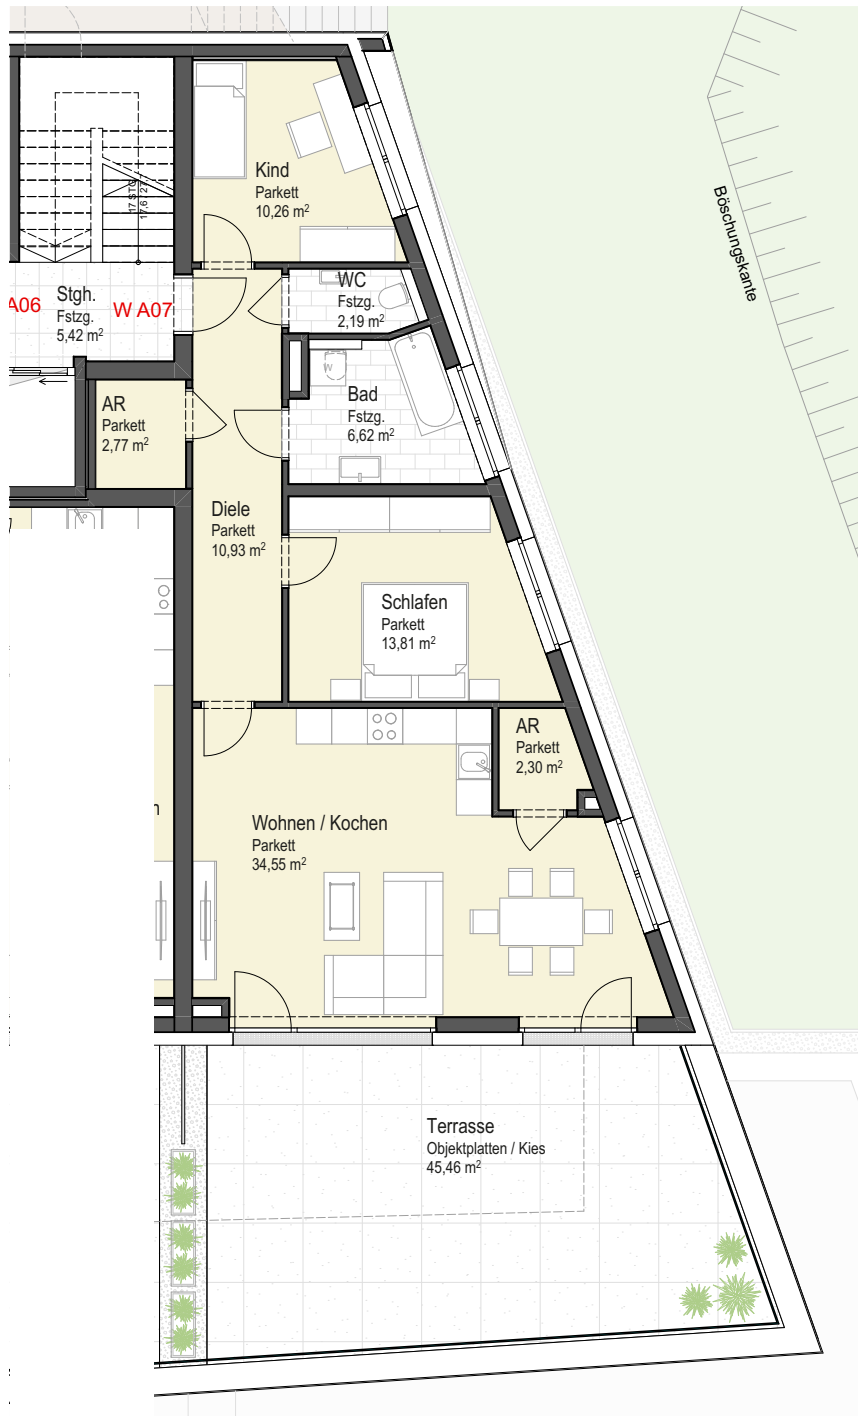 17 STG
17,6 / 27,7
Kind
Parkett
10,26 m²
Böschungskante
A06
Stgh.
Fstzg.
5,42 m²
W A07
WC
Fstzg.
2,19 m²
W
Bad
Fstzg.
6,62 m²
AR
Parkett
2,77 m²
Diele
Parkett
10,93 m²
Schlafen
Parkett
13,81 m²
AR
Parkett
2,30 m²
n
Wohnen / Kochen
Parkett
34,55 m²
Terrasse
Objektplatten / Kies
45,46 m²